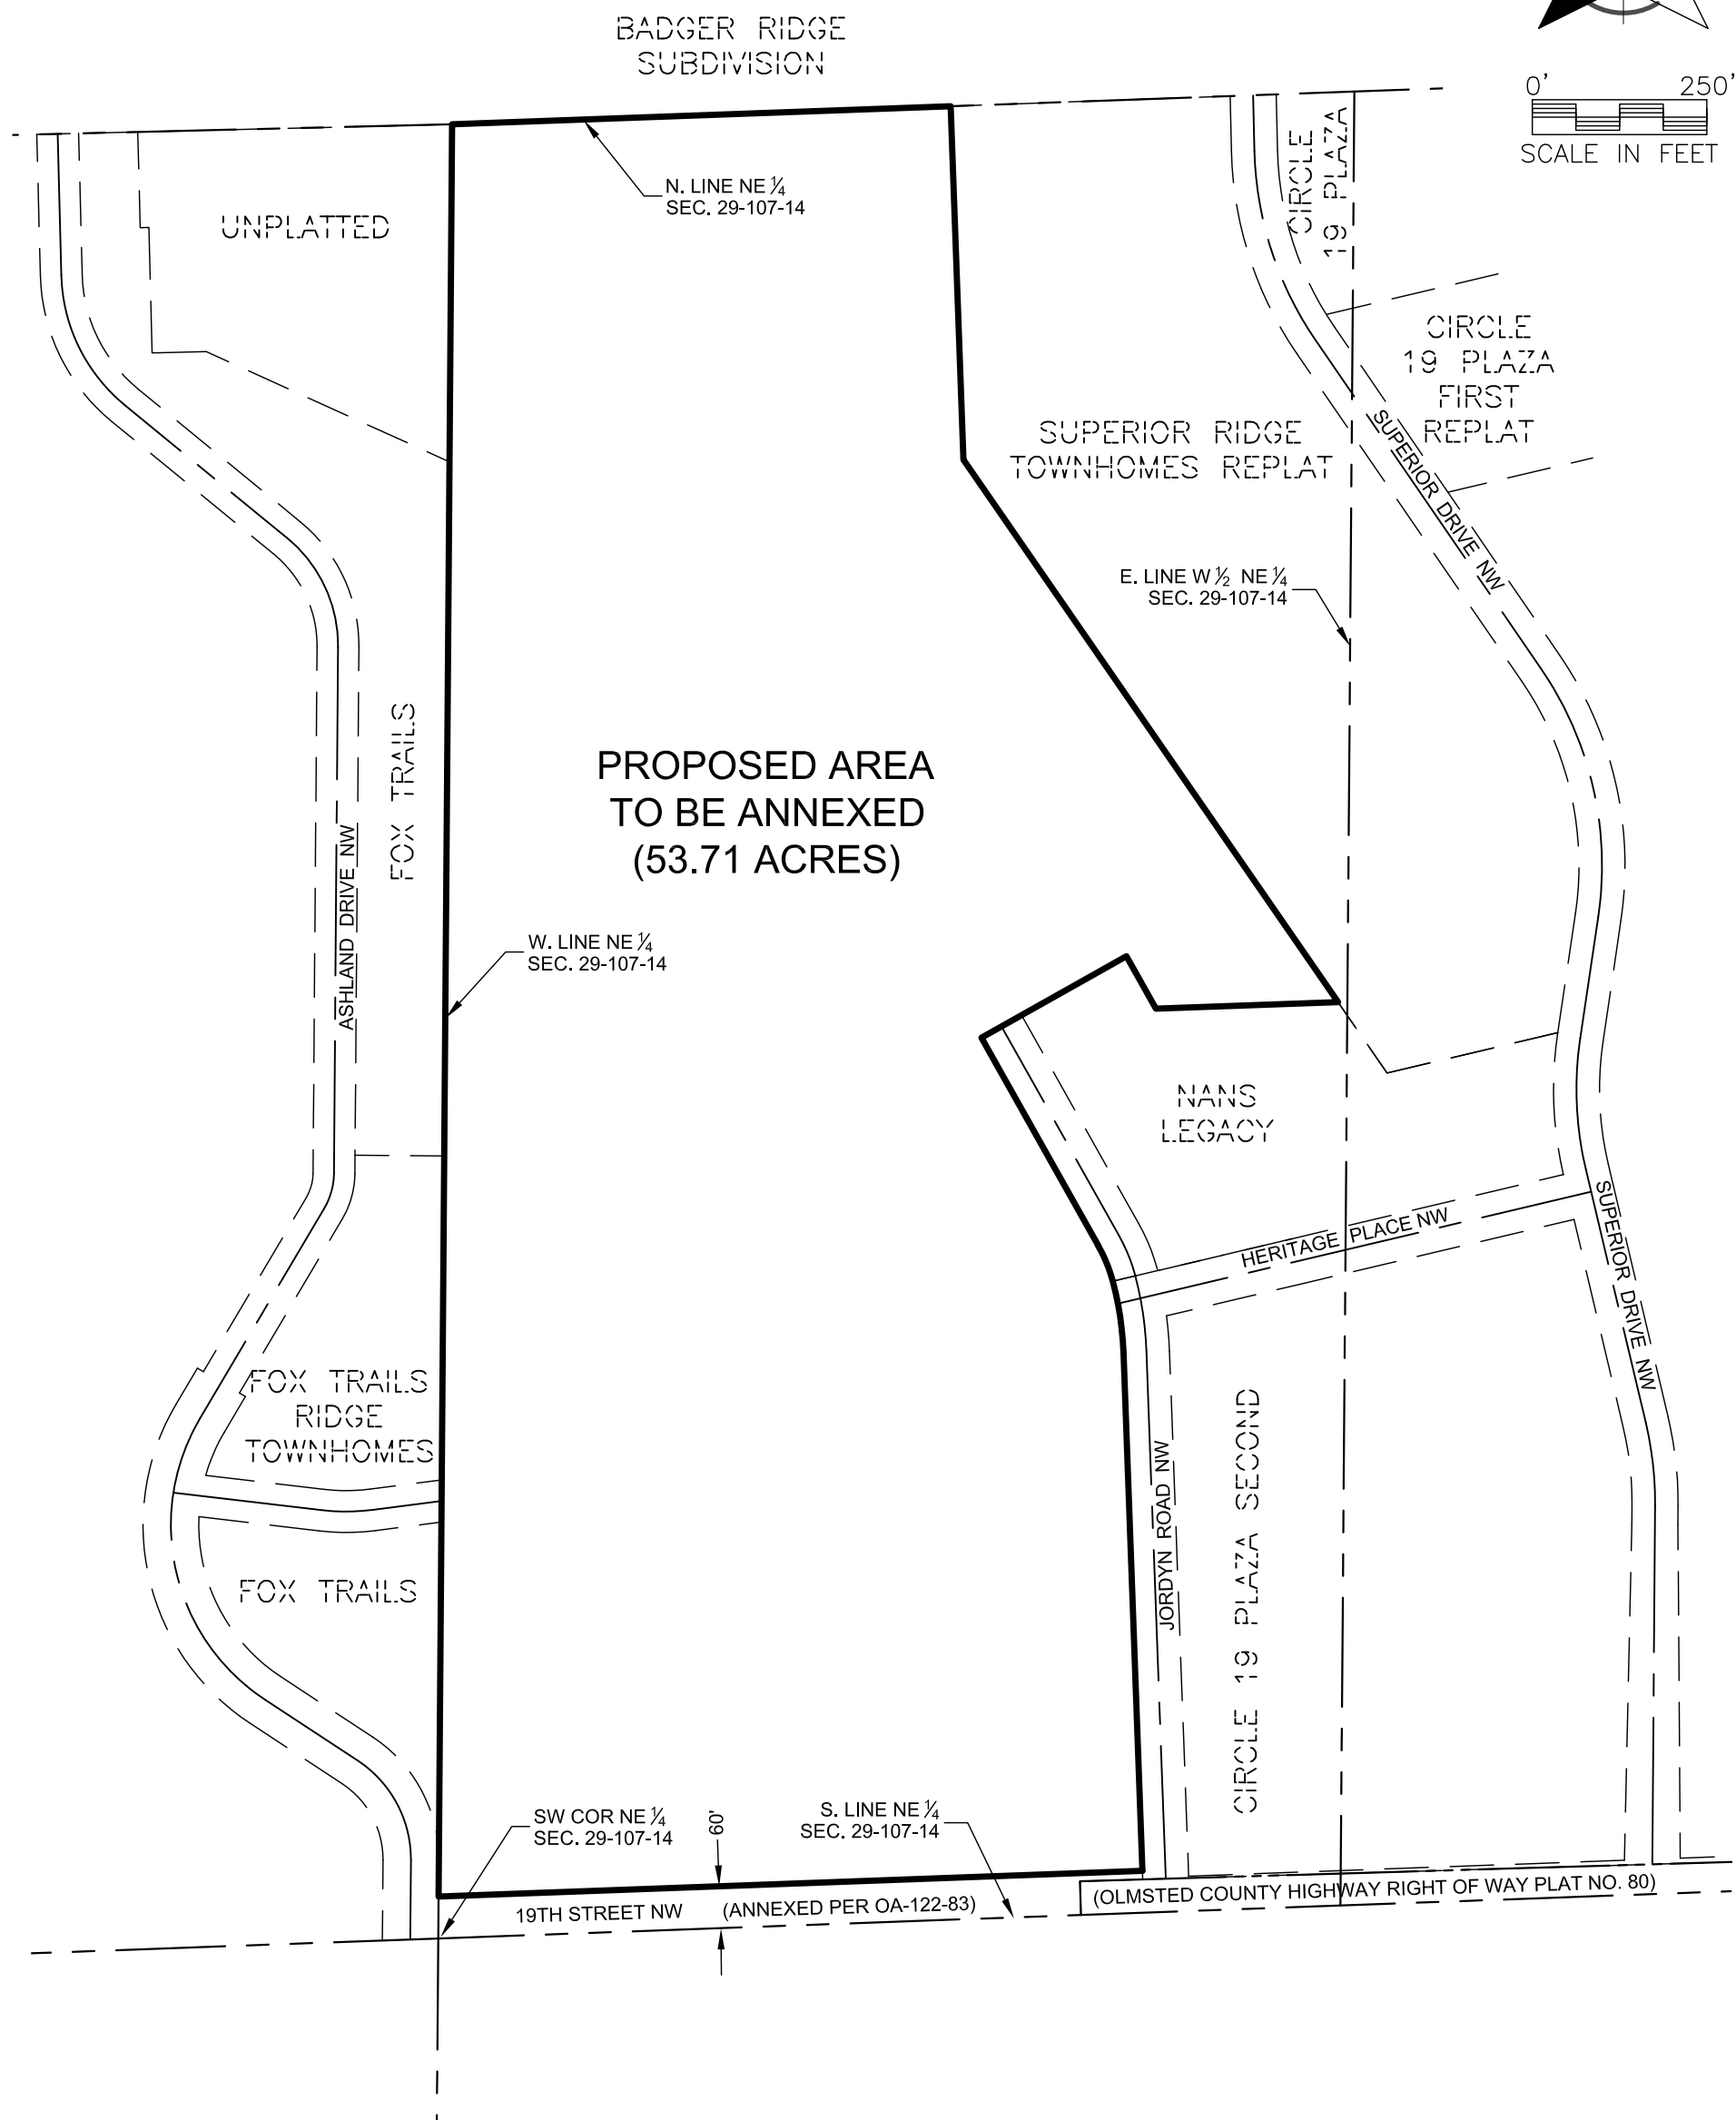 BADGER RIDGE
SUBDIVISION
0' 250'
SCALE IN FEET
N. LINE NE ¼
SEC. 29-107-14
UNPLATTED
CIRCLE
19 PLAZA
CIRCLE
19 PLAZA
FIRST
REPLAT
SUPERIOR RIDGE
TOWNHOMES REPLAT
SUPERIOR DRIVE NW
E. LINE W ½ NE ¼
SEC. 29-107-14
FOX TRAILS
PROPOSED AREA
TO BE ANNEXED
(53.71 ACRES)
ASHLAND DRIVE NW
W. LINE NE ¼
SEC. 29-107-14
NANS
LEGACY
HERITAGE PLACE NW
SUPERIOR DRIVE NW
FOX TRAILS
RIDGE
TOWNHOMES
JORDYN ROAD NW
CIRCLE 19 PLAZA SECOND
FOX TRAILS
SW COR NE ¼
SEC. 29-107-14
60'
S. LINE NE ¼
SEC. 29-107-14
19TH STREET NW (ANNEXED PER OA-122-83)
(OLMSTED COUNTY HIGHWAY RIGHT OF WAY PLAT NO. 80)